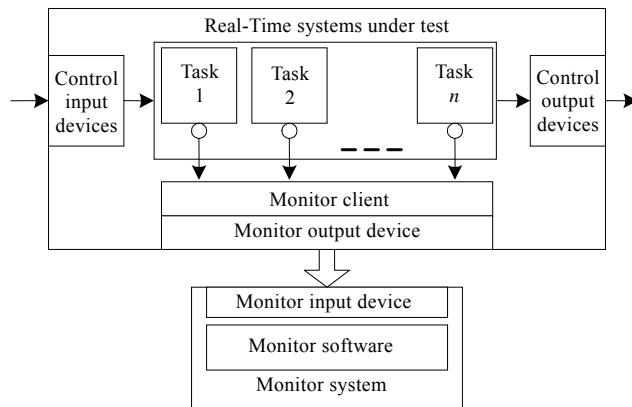 Real-Time systems under test
Control
input
devices
Task
1
Task
2
Task
n
Control
output
devices
Monitor client
Monitor output device
Monitor input device
Monitor software
Monitor system